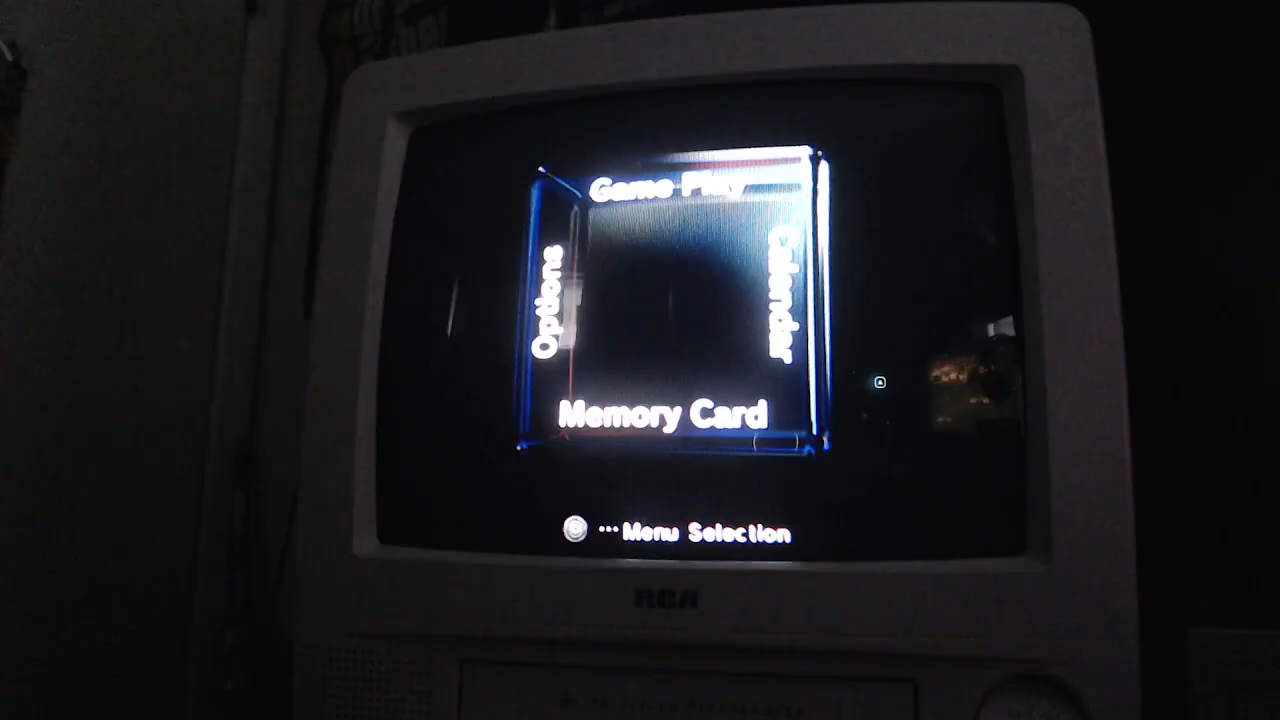 Game Play
Options
Calendar
Memory Card
...Menu Selection
RCA